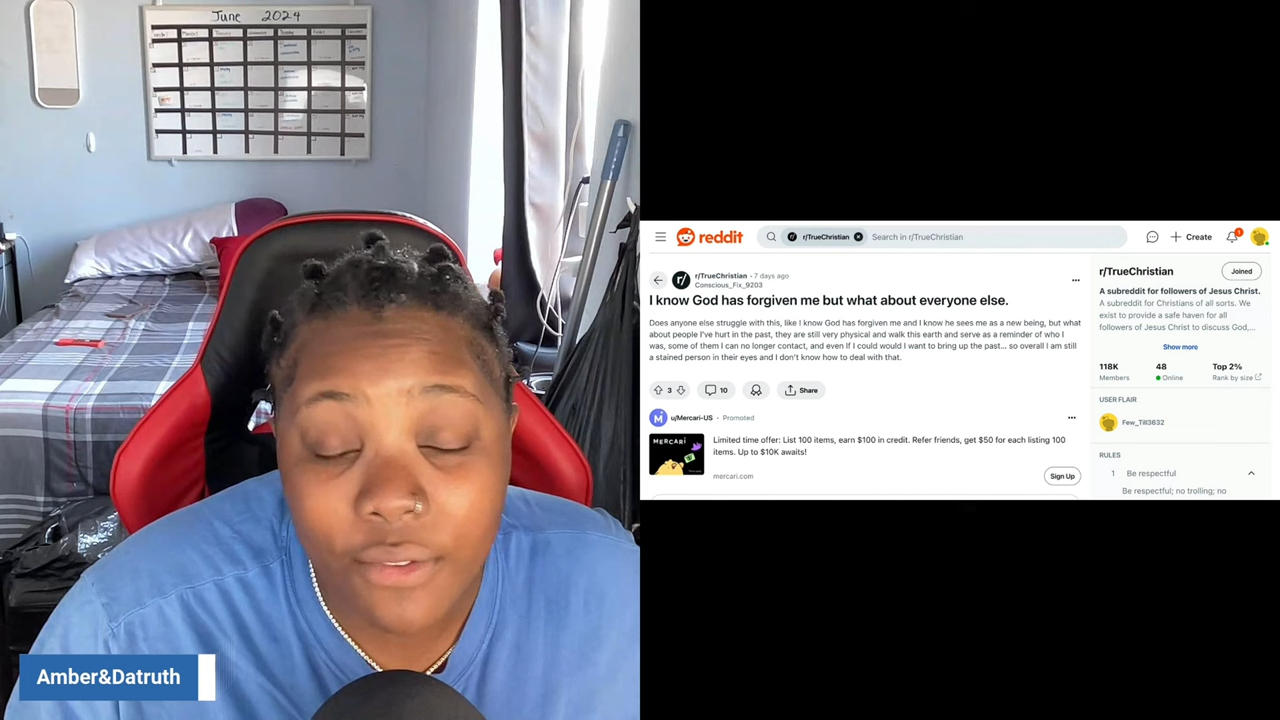 June 2024
Amber&Datruth
reddit
r/TrueChristian
Search in r/TrueChristian
Create
r/TrueChristian • 7 days ago
Conscious_Fix_9203
I know God has forgiven me but what about everyone else.
Does anyone else struggle with this, like I know God has forgiven me and I know he sees me as a new being, but what
about people I've hurt in the past, they are still very physical and walk this earth and serve as a reminder of who I
was, some of them I can no longer contact, and even If I could would I want to bring up the past... so overall I am still
a stained person in their eyes and I don't know how to deal with that.
3
10
Share
u/Mercari-US • Promoted
MERCARI
Limited time offer: List 100 items, earn $100 in credit. Refer friends, get $50 for each listing 100
items. Up to $10K awaits!
mercari.com
Sign Up
r/TrueChristian
Joined
A subreddit for followers of Jesus Christ.
A subreddit for Christians of all sorts. We
exist to provide a safe haven for all
followers of Jesus Christ to discuss God,...
Show more
118K
Members
48
Online
Top 2%
Rank by size
USER FLAIR
Few_Till3632
RULES
1 Be respectful
Be respectful; no trolling; no